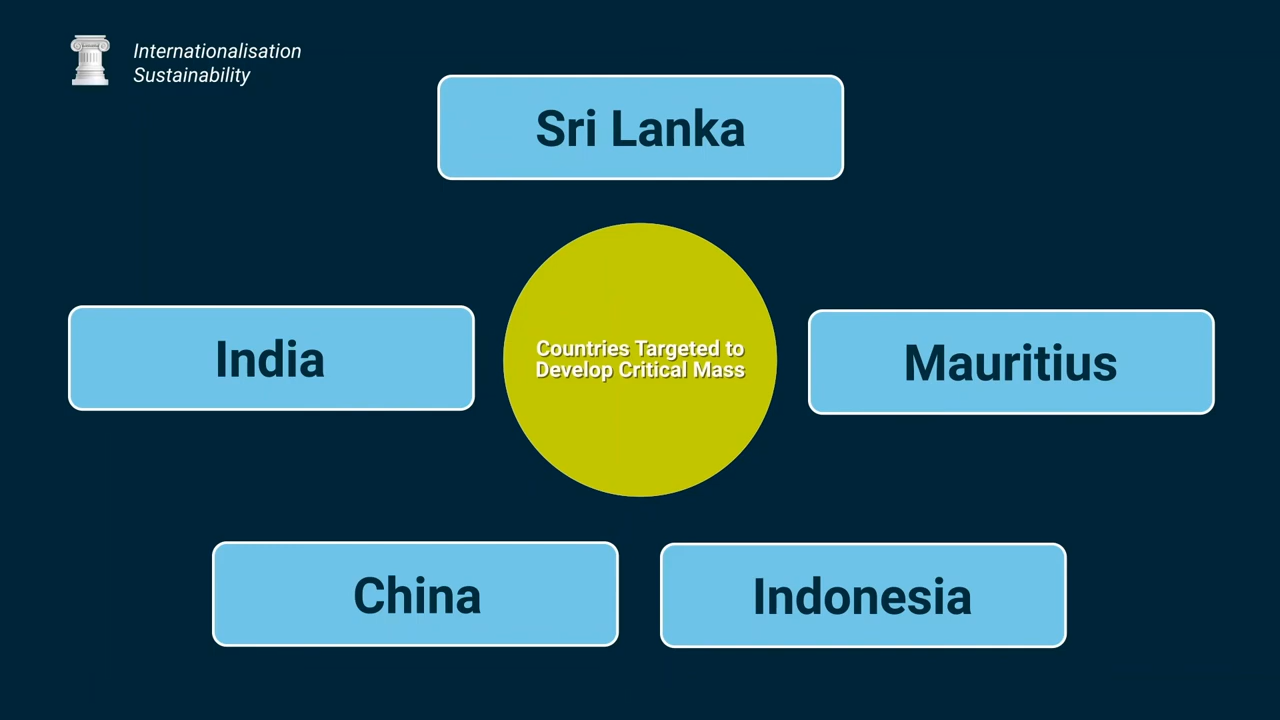 Internationalisation
Sustainability
Sri Lanka
India
Countries Targeted to
Develop Critical Mass
Mauritius
China
Indonesia